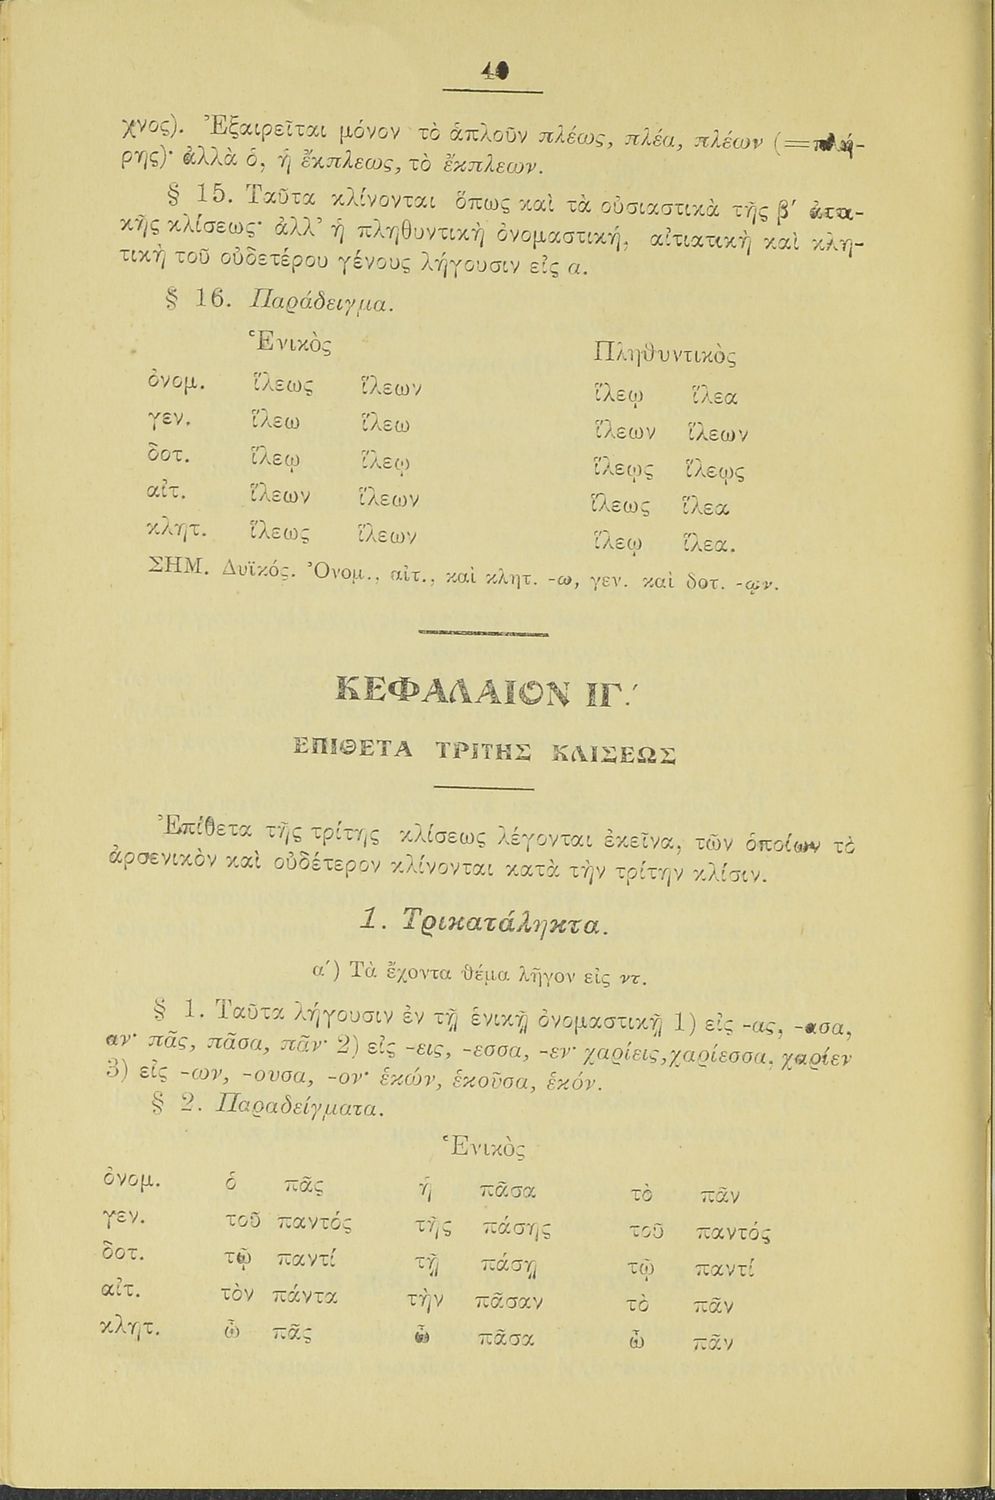 40
χνος). Ἐξαιρεῖται μόνον τὸ ἁπλοῦν πλέως, πλέα, πλέων (=πλή-
ρης)· ἀλλὰ ὁ, ἡ ἔκπλεως, τὸ ἔκπλεων.
§ 15. Ταῦτα κλίνονται ὅπως καὶ τὰ οὐσιαστικὰ τῆς β′ ἀττι-
κῆς κλίσεως· ἀλλ’ ἡ πληθυντικὴ ὀνομαστική, αἰτιατικὴ καὶ κλη-
τικὴ τοῦ οὐδετέρου γένους λήγουσιν εἰς α.
§ 16. Παράδειγμα.
Ἑνικὸς Πληθυντικὸς
ὀνομ. ἵλεως ἵλεων ἵλεῳ ἵλεα
γεν. ἵλεω ἵλεω ἵλεων ἵλεων
δοτ. ἵλεῳ ἵλεῳ ἵλεῳς ἵλεῳς
αἰτ. ἵλεων ἵλεων ἵλεως ἵλεα
κλητ. ἵλεως ἵλεων ἵλεῳ ἵλεα.
ΣΗΜ. Δυϊκός. Ὀνομ., αἰτ., καὶ κλητ. -ω, γεν. καὶ δοτ. -ῳν.
ΚΕΦΑΛΑΙΟΝ ΙΓ.′
ΕΠΙΘΕΤΑ ΤΡΙΤΗΣ ΚΛΙΣΕΩΣ
Ἐπίθετα τῆς τρίτης κλίσεως λέγονται ἐκεῖνα, τῶν ὁποίων τὸ
ἀρσενικὸν καὶ οὐδέτερον κλίνονται κατὰ τὴν τρίτην κλίσιν.
1. Τρικατάληκτα.
α′) Τὰ ἔχοντα θέμα λῆγον εἰς ντ.
§ 1. Ταῦτα λήγουσιν ἐν τῇ ἑνικῇ ὀνομαστικῇ 1) εἰς -ας, -ασα,
αν· πᾶς, πᾶσα, πᾶν· 2) εἰς -εις, -εσσα, -εν· χαρίεις, χαρίεσσα, χαρίεν
3) εἰς -ων, -ουσα, -ον· ἑκών, ἑκοῦσα, ἑκόν.
§ 2. Παραδείγματα.
Ἑνικὸς
ὀνομ. ὁ πᾶς ἡ πᾶσα τὸ πᾶν
γεν. τοῦ παντός τῆς πάσης τοῦ παντός
δοτ. τῷ παντί τῇ πάσῃ τῷ παντί
αἰτ. τὸν πάντα τὴν πᾶσαν τὸ πᾶν
κλητ. ὦ πᾶς ὦ πᾶσα ὦ πᾶν